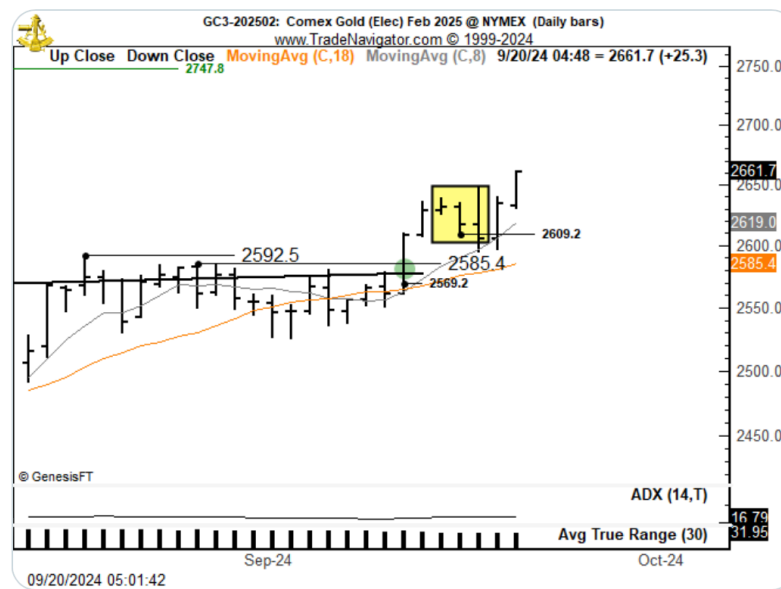 GC3-202502: Comex Gold (Elec) Feb 2025 @ NYMEX (Daily bars)
www.TradeNavigator.com © 1999-2024
Up Close Down Close MovingAvg (C,18) MovingAvg (C,8) 9/20/24 04:48 = 2661.7 (+25.3)
2747.8
2750.0
2700.0
2661.7
2650.0
2619.0
2609.2
2600.0
2592.5
2585.4
2585.4
2569.2
2550.0
2500.0
2450.0
© GenesisFT
ADX (14,T)
16.79
Avg True Range (30)
31.95
Sep-24 Oct-24
09/20/2024 05:01:42